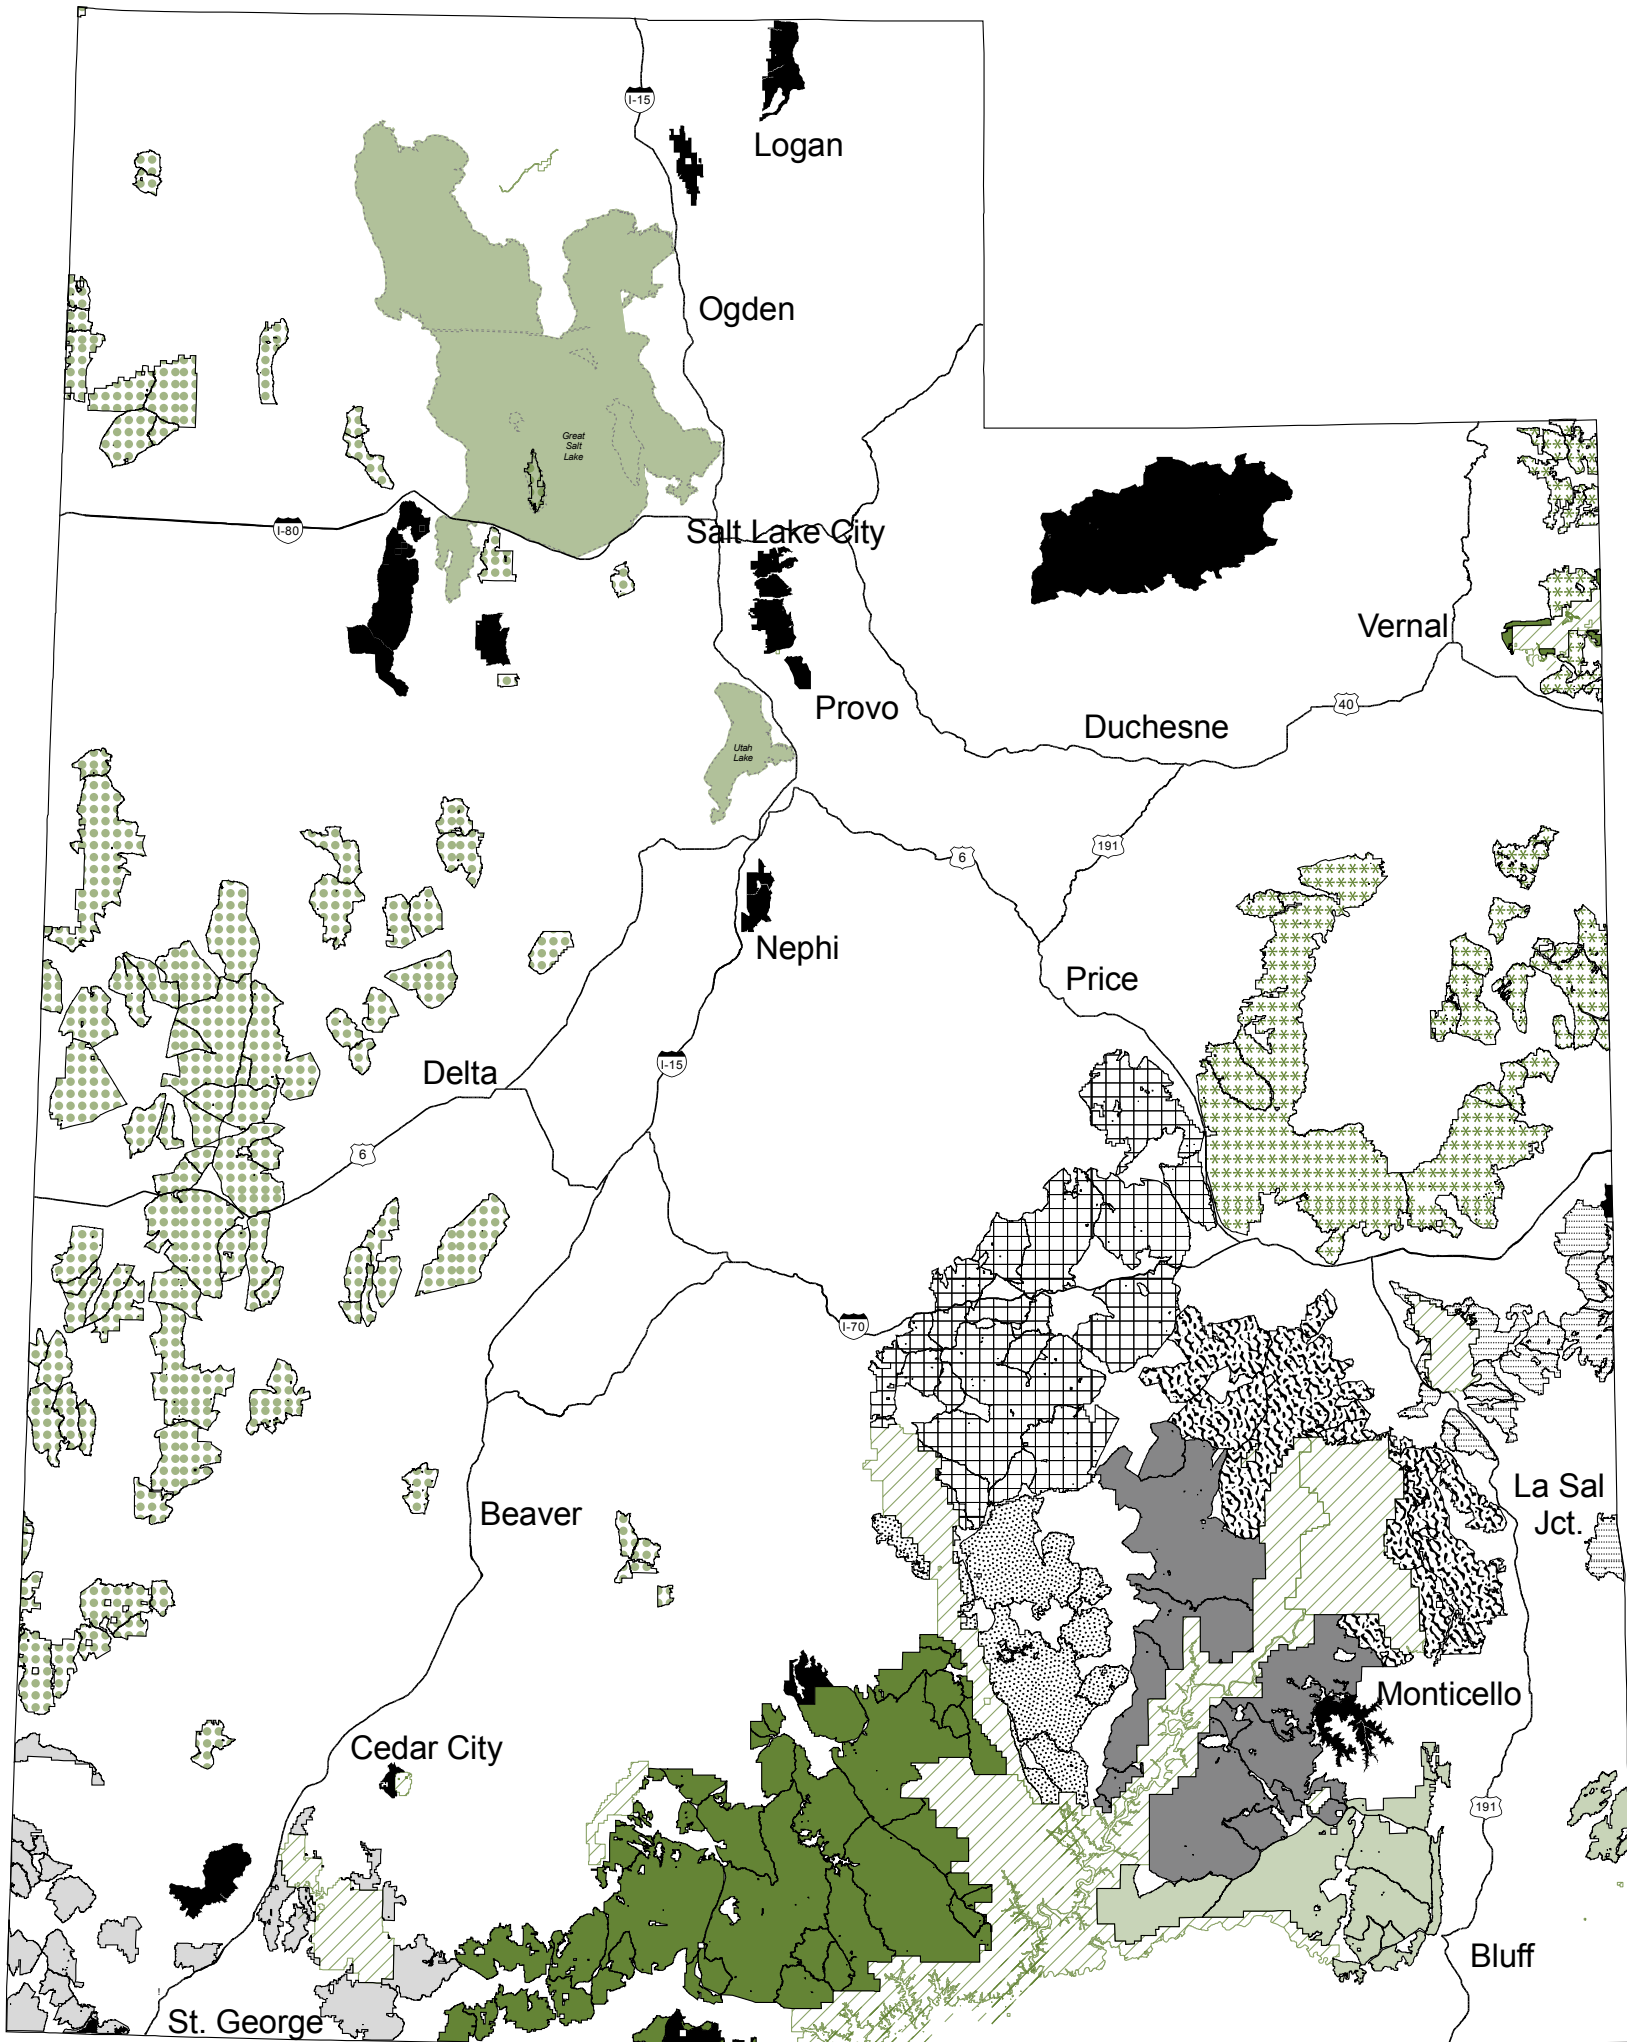 I-15
Logan
Ogden
Great
Salt
Lake
I-80
Salt Lake City
Vernal
Provo
40
Duchesne
Utah
Lake
191
6
Nephi
Price
I-15
Delta
6
I-70
La Sal
Jct.
Beaver
Monticello
Cedar City
191
Bluff
St. George